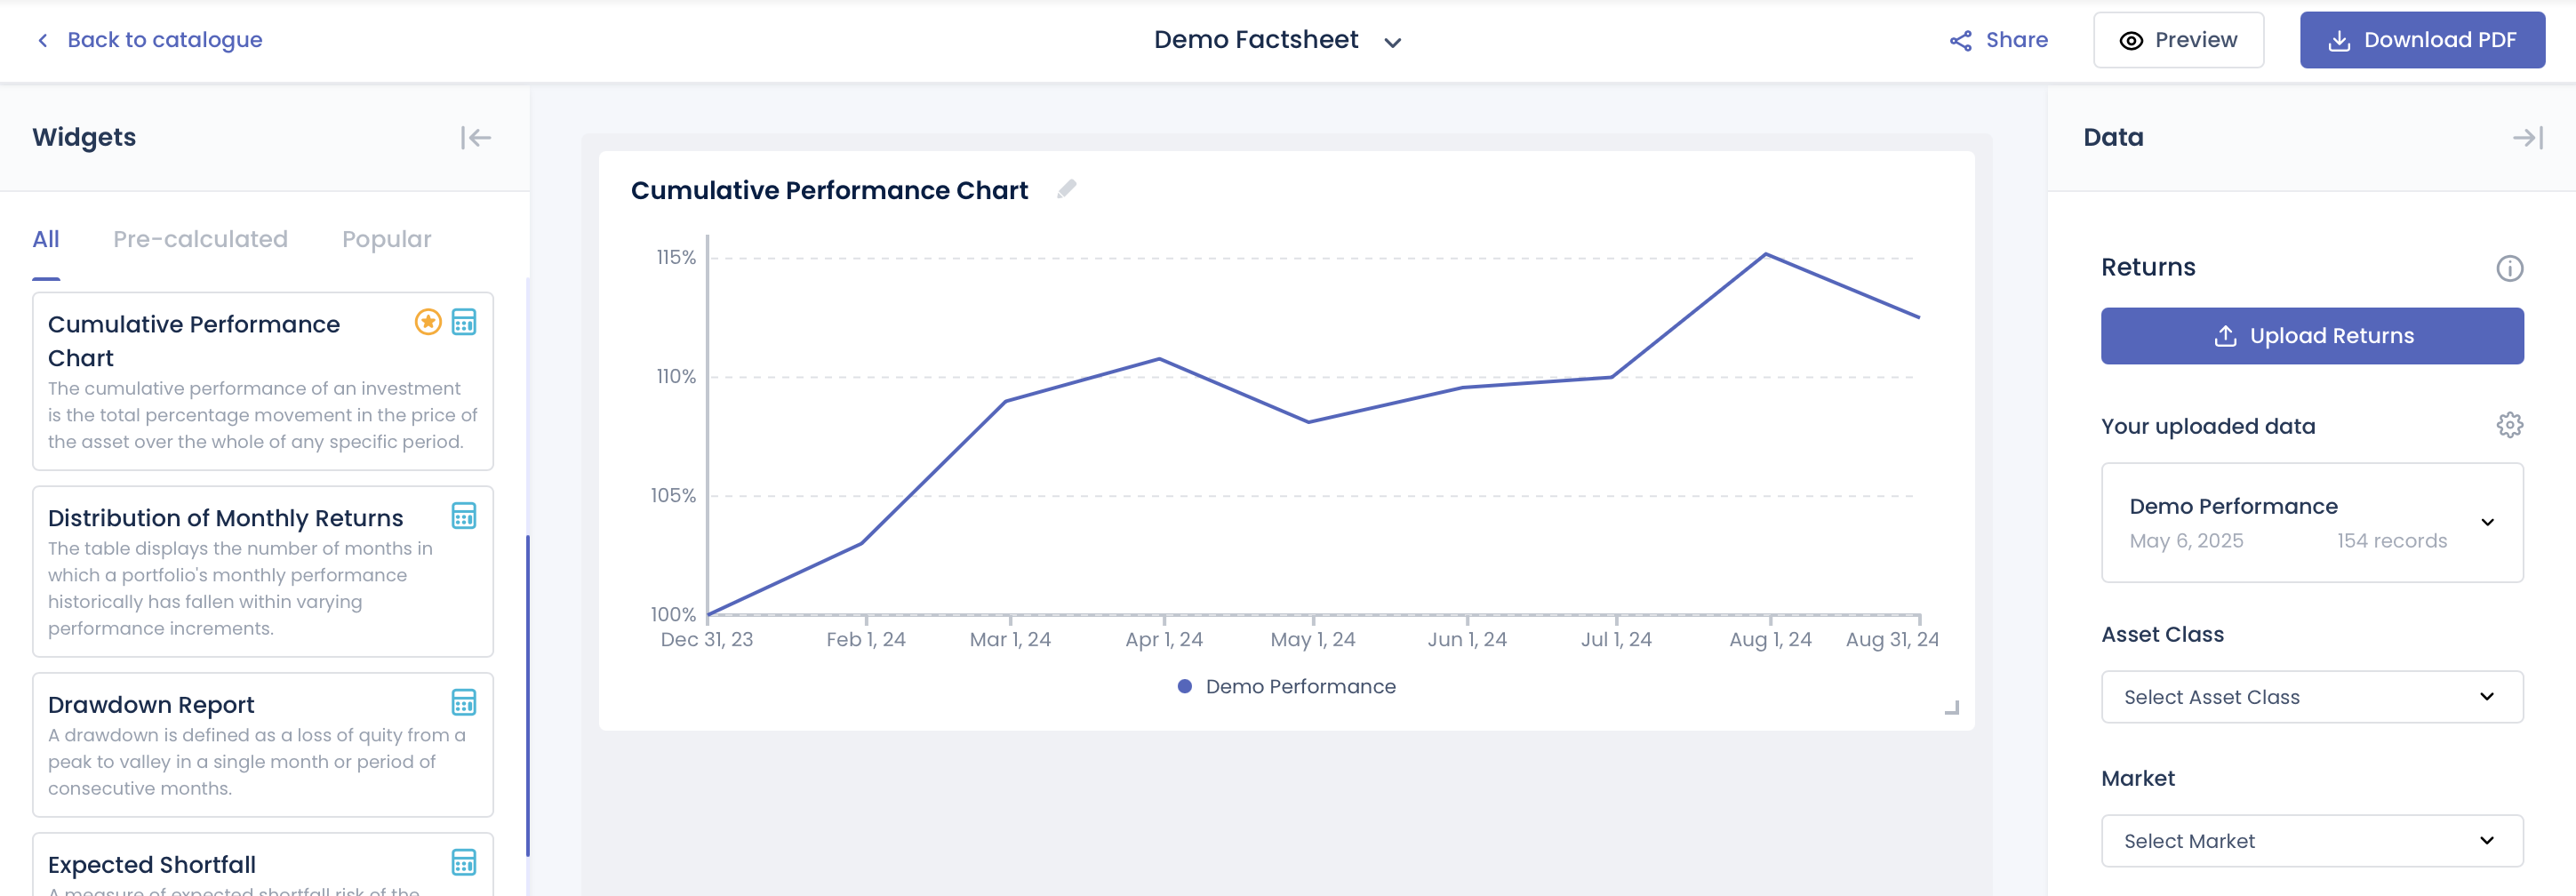 Back to catalogue
Demo Factsheet
Share
Preview
Download PDF
Widgets
All
Pre-calculated
Popular
Cumulative Performance
Chart
The cumulative performance of an investment
is the total percentage movement in the price of
the asset over the whole of any specific period.
Distribution of Monthly Returns
The table displays the number of months in
which a portfolio's monthly performance
historically has fallen within varying
performance increments.
Drawdown Report
A drawdown is defined as a loss of quity from a
peak to valley in a single month or period of
consecutive months.
Expected Shortfall
A measure of expected shortfall risk of the
Cumulative Performance Chart
115%
110%
105%
100%
Dec 31, 23
Feb 1, 24
Mar 1, 24
Apr 1, 24
May 1, 24
Jun 1, 24
Jul 1, 24
Aug 1, 24
Aug 31, 24
Demo Performance
Data
Returns
Upload Returns
Your uploaded data
Demo Performance
May 6, 2025
154 records
Asset Class
Select Asset Class
Market
Select Market